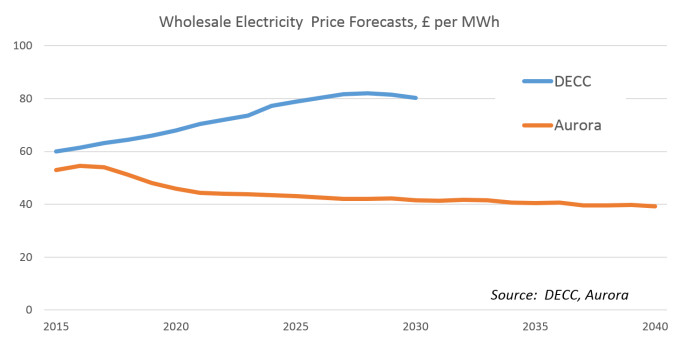 Wholesale Electricity  Price Forecasts, £ per MWh
100
80
60
40
20
0
DECC
Aurora
Source:  DECC, Aurora
2015 2020 2025 2030 2035 2040